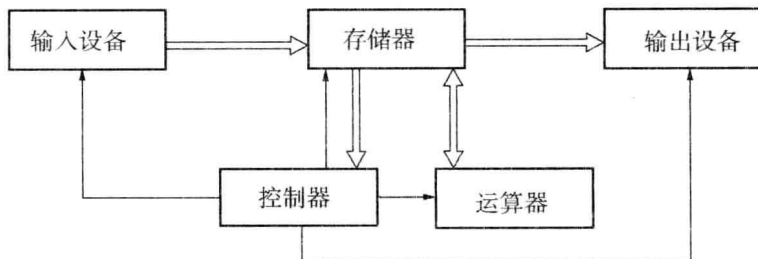 输入设备
存储器
输出设备
控制器
运算器